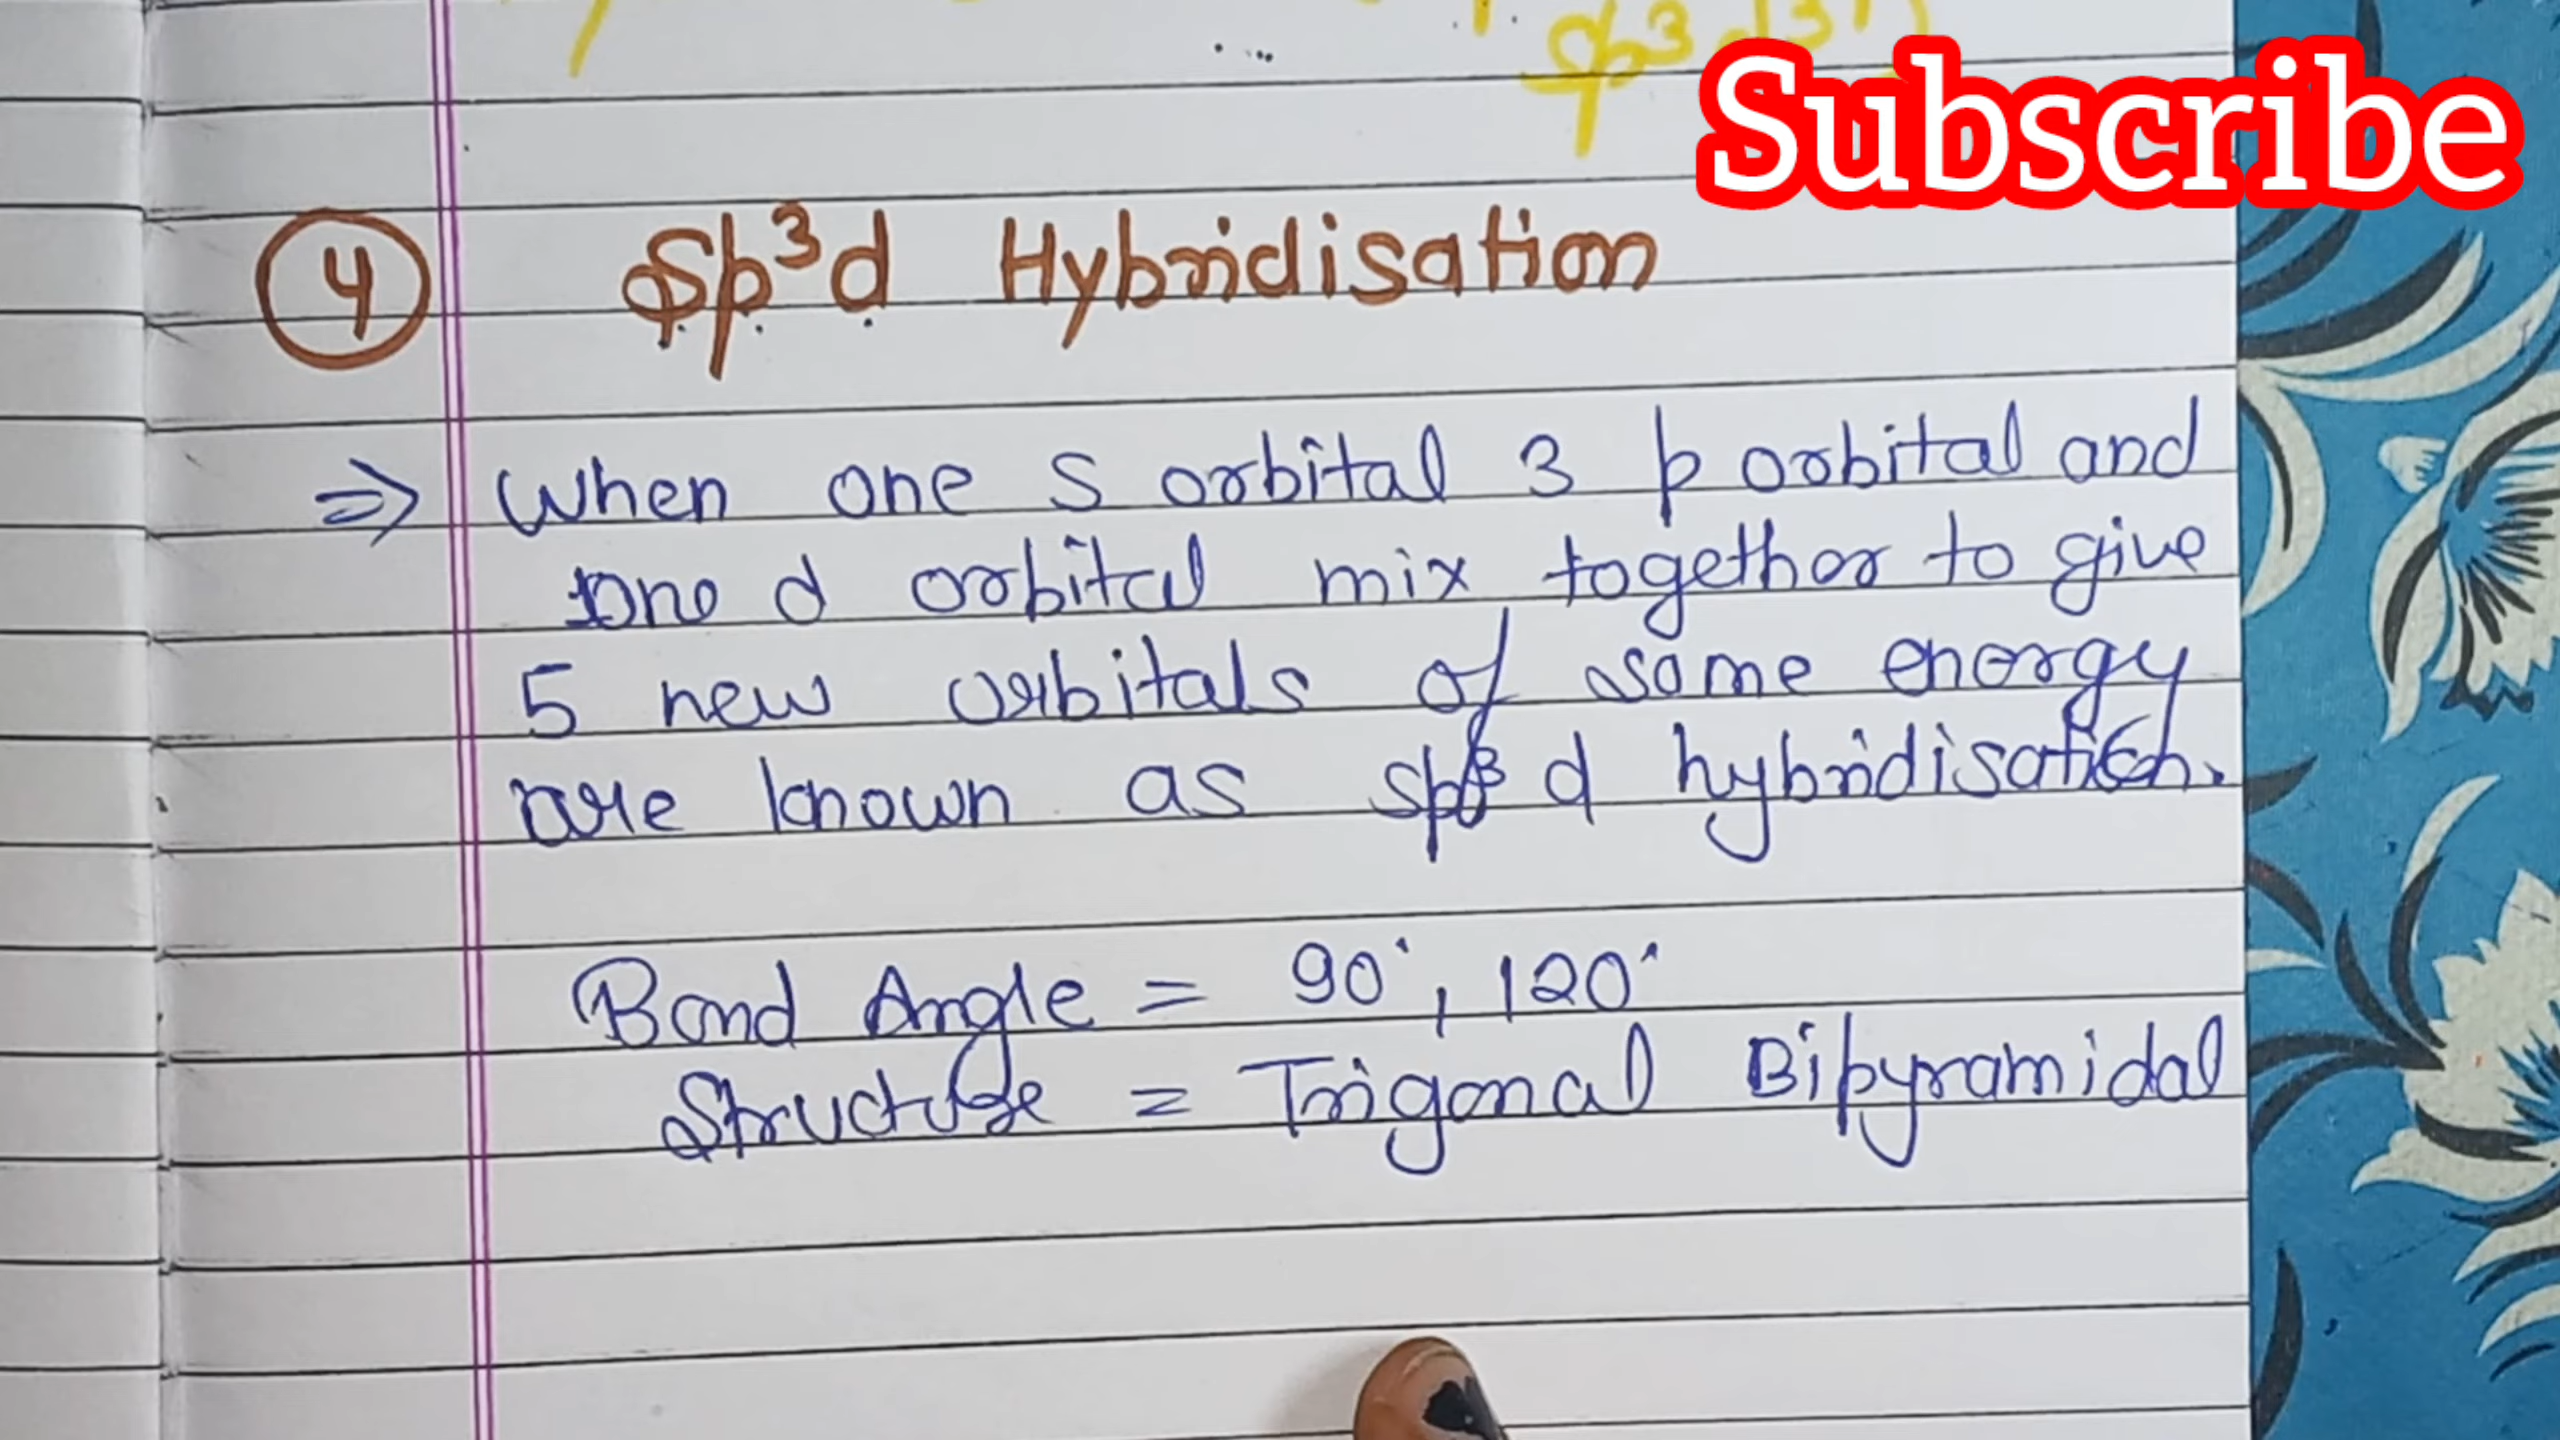 Subscribe
4 Sp³d Hybridisation
⇒ When one s orbital 3 p orbital and
one d orbital mix together to give
5 new orbitals of same energy
are known as sp³ d hybridisation.
Bond Angle = 90°, 120°
Structure = Trigonal Bipyramidal